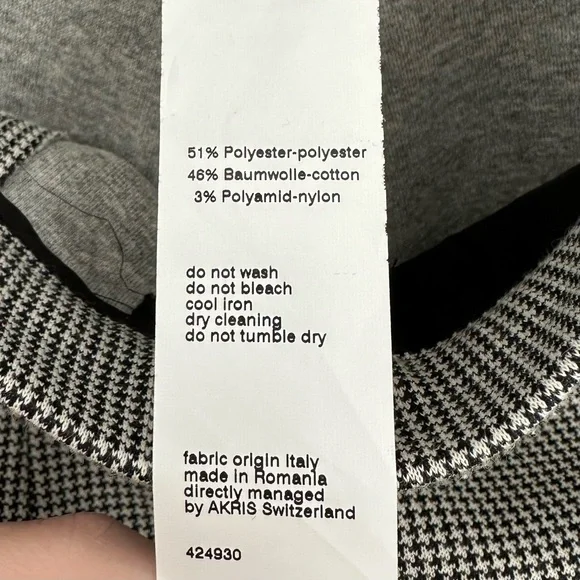 51% Polyester-polyester
46% Baumwolle-cotton
3% Polyamid-nylon
do not wash
do not bleach
cool iron
dry cleaning
do not tumble dry
fabric origin Italy
made in Romania
directly managed
by AKRIS Switzerland
424930